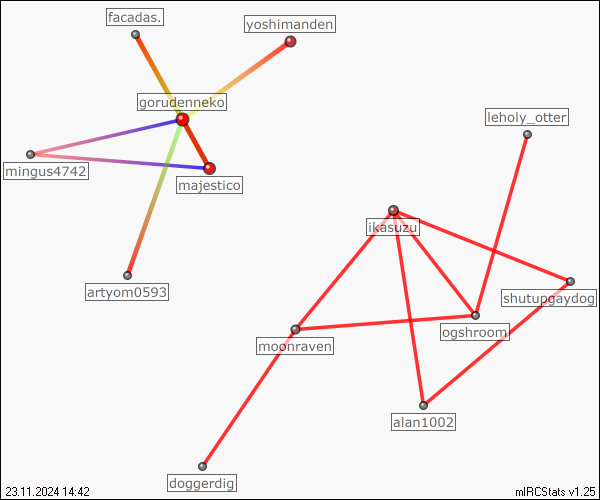 facadas.
yoshimanden
gorudenneko
leholy_otter
mingus4742
majestico
ikasuzu
artyom0593
shutupgaydog
ogshroom
moonraven
alan1002
doggerdig
23.11.2024 14:42
mIRCStats v1.25